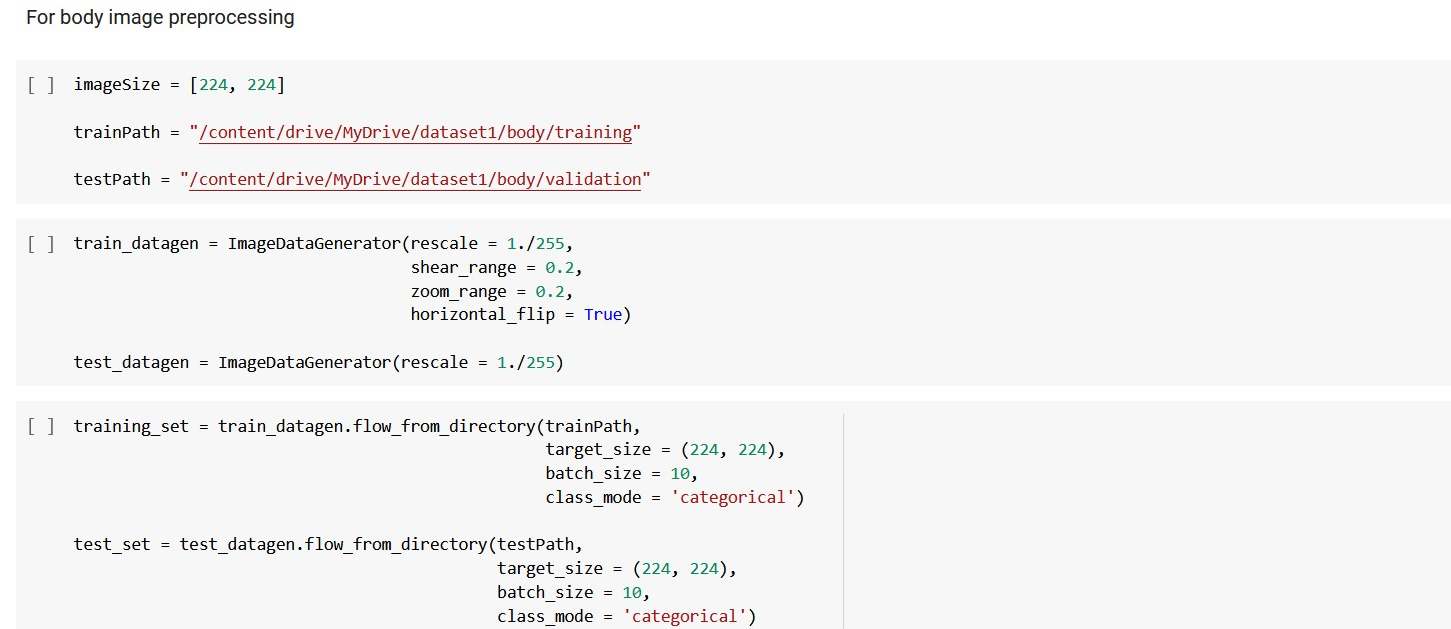 For body image preprocessing
[ ] imageSize = [224, 224]
trainPath = "/content/drive/MyDrive/dataset1/body/training"
testPath = "/content/drive/MyDrive/dataset1/body/validation"
[ ] train_datagen = ImageDataGenerator(rescale = 1./255,
shear_range = 0.2,
zoom_range = 0.2,
horizontal_flip = True)
test_datagen = ImageDataGenerator(rescale = 1./255)
[ ] training_set = train_datagen.flow_from_directory(trainPath,
target_size = (224, 224),
batch_size = 10,
class_mode = 'categorical')
test_set = test_datagen.flow_from_directory(testPath,
target_size = (224, 224),
batch_size = 10,
class_mode = 'categorical')